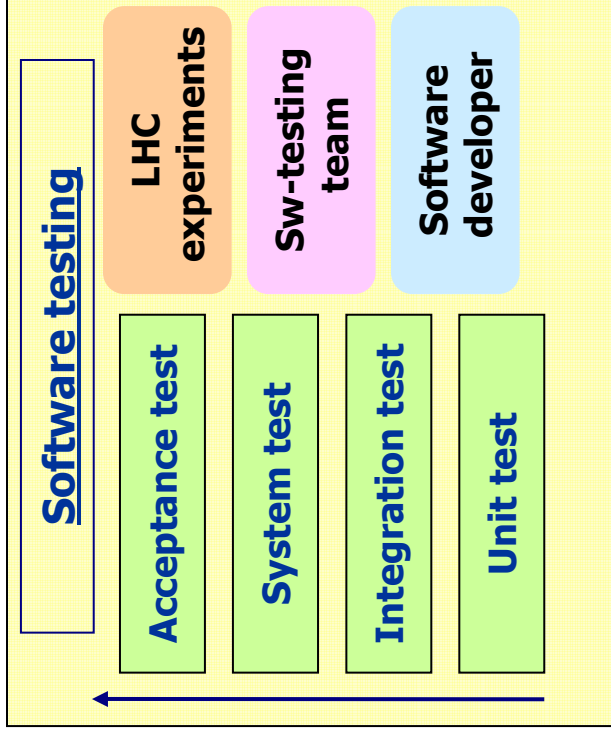 Software testing
Acceptance test
System test
Integration test
Unit test
LHC
experiments
Sw-testing
team
Software
developer